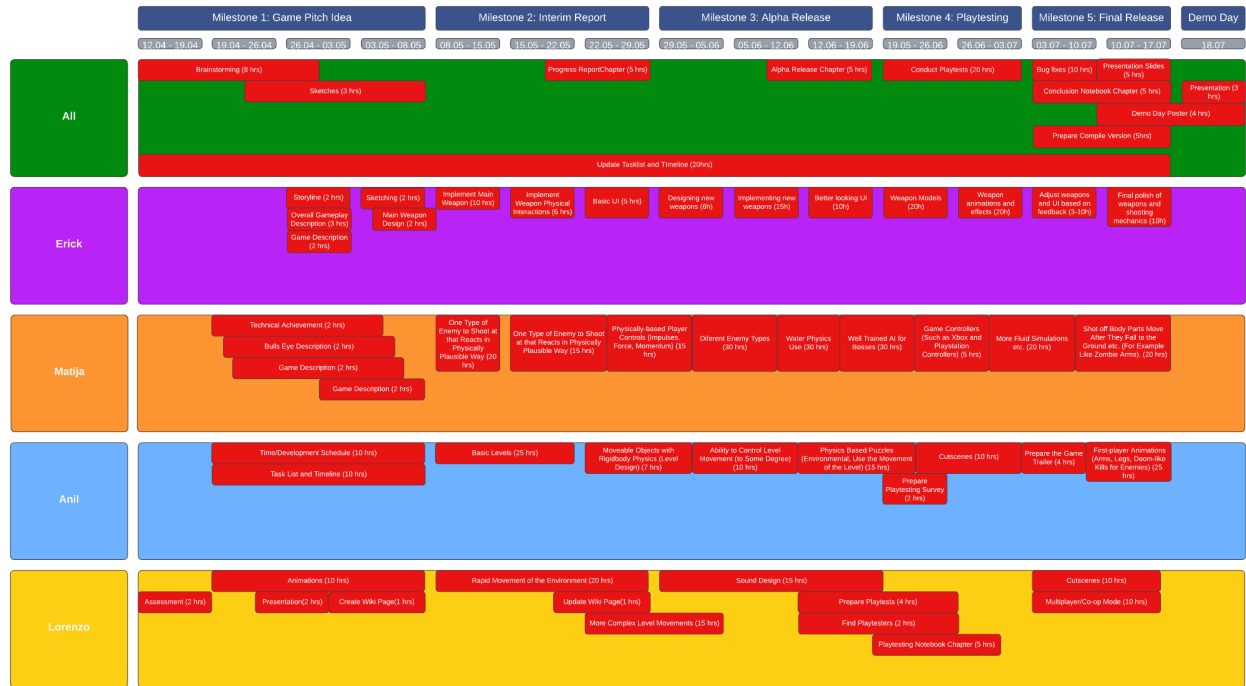 Milestone 1: Game Pitch Idea
Milestone 2: Interim Report
Milestone 3: Alpha Release
Milestone 4: Playtesting
Milestone 5: Final Release
Demo Day
12.04 - 19.04
19.04 - 26.04
26.04 - 03.05
03.05 - 08.05
08.05 - 15.05
15.05 - 22.05
22.05 - 29.05
29.05 - 05.06
05.06 - 12.06
12.06 - 19.06
19.05 - 26.06
26.06 - 03.07
03.07 - 10.07
10.07 - 17.07
18.07
All
Brainstorming (8 hrs)
Progress ReportChapter (5 hrs)
Alpha Release Chapter (5 hrs)
Conduct Playtests (20 hrs)
Bug fixes (10 hrs)
Presentation Slides
(5 hrs)
Sketches (3 hrs)
Conclusion Notebook Chapter (5 hrs)
Presentation (3
hrs)
Demo Day Poster (4 hrs)
Prepare Compile Version (5hrs)
Update Tasklist and TImeline (20hrs)
Erick
Storyline (2 hrs)
Sketching (2 hrs)
Implement Main
Weapon (10 hrs)
Implement
Weapon Physical
Interactions (6 hrs)
Basic UI (5 hrs)
Designing new
weapons (6h)
Implementing new
weapons (15h)
Better looking UI
(10h)
Weapon Models
(20h)
Weapon
animations and
effects (20h)
Adjust weapons
and UI based on
feedback (3-10h)
Final polish of
weapons and
shooting
mechanics (10h)
Overall Gameplay
Description (3 hrs)
Main Weapon
Design (2 hrs)
Game Description
(2 hrs)
Matija
Technical Achievement (2 hrs)
Bulls Eye Description (2 hrs)
Game Description (2 hrs)
Game Description (2 hrs)
One Type of
Enemy to Shoot at
that Reacts in
Physically
Plausible Way (20
hrs)
One Type of Enemy to Shoot
at that Reacts in Physically
Plausible Way (15 hrs)
Physically-based Player
Controls (Impulses,
Force, Momentum) (15
hrs)
Diferent Enemy Types
(30 hrs)
Water Physics
Use (30 hrs)
Well Trained AI for
Bosses (30 hrs)
Game Controllers
(Such as Xbox and
Playstation
Controllers) (5 hrs)
More Fluid Simulations
etc. (20 hrs)
Shot off Body Parts Move
After They Fall to the
Ground etc. (For Example
Like Zombie Arms). (20 hrs)
Anil
Time/Development Schedule (10 hrs)
Task List and Timeline (10 hrs)
Basic Levels (25 hrs)
Moveable Objects with
Rigidbody Physics (Level
Design) (7 hrs)
Ability to Control Level
Movement (to Some Degree)
(10 hrs)
Physics Based Puzzles
(Environmental, Use the Movement
of the Level) (15 hrs)
Cutscenes (10 hrs)
Prepare the Game
Trailer (4 hrs)
First-player Animations
(Arms, Legs, Doom-like
Kills for Enemies) (25
hrs)
Prepare
Playtesting Survey
(2 hrs)
Lorenzo
Animations (10 hrs)
Rapid Movement of the Environment (20 hrs)
Sound Design (15 hrs)
Cutscenes (10 hrs)
Assessment (2 hrs)
Presentation(2 hrs)
Create Wiki Page(1 hrs)
Update Wiki Page(1 hrs)
Prepare Playtests (4 hrs)
Multiplayer/Co-op Mode (10 hrs)
More Complex Level Movements (15 hrs)
Find Playtesters (2 hrs)
Playtesting Notebook Chapter (5 hrs)